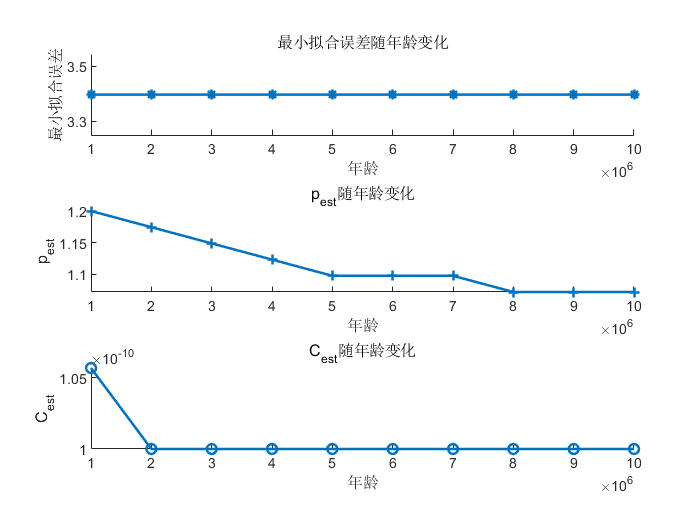 最小拟合误差随年龄变化
最小拟合误差
3.5
3.3
1 2 3 4 5 6 7 8 9 10
年龄
×10^6
p_est随年龄变化
p_est
1.2
1.15
1.1
1 2 3 4 5 6 7 8 9 10
年龄
×10^6
C_est随年龄变化
×10^-10
C_est
1.05
1
1 2 3 4 5 6 7 8 9 10
年龄
×10^6